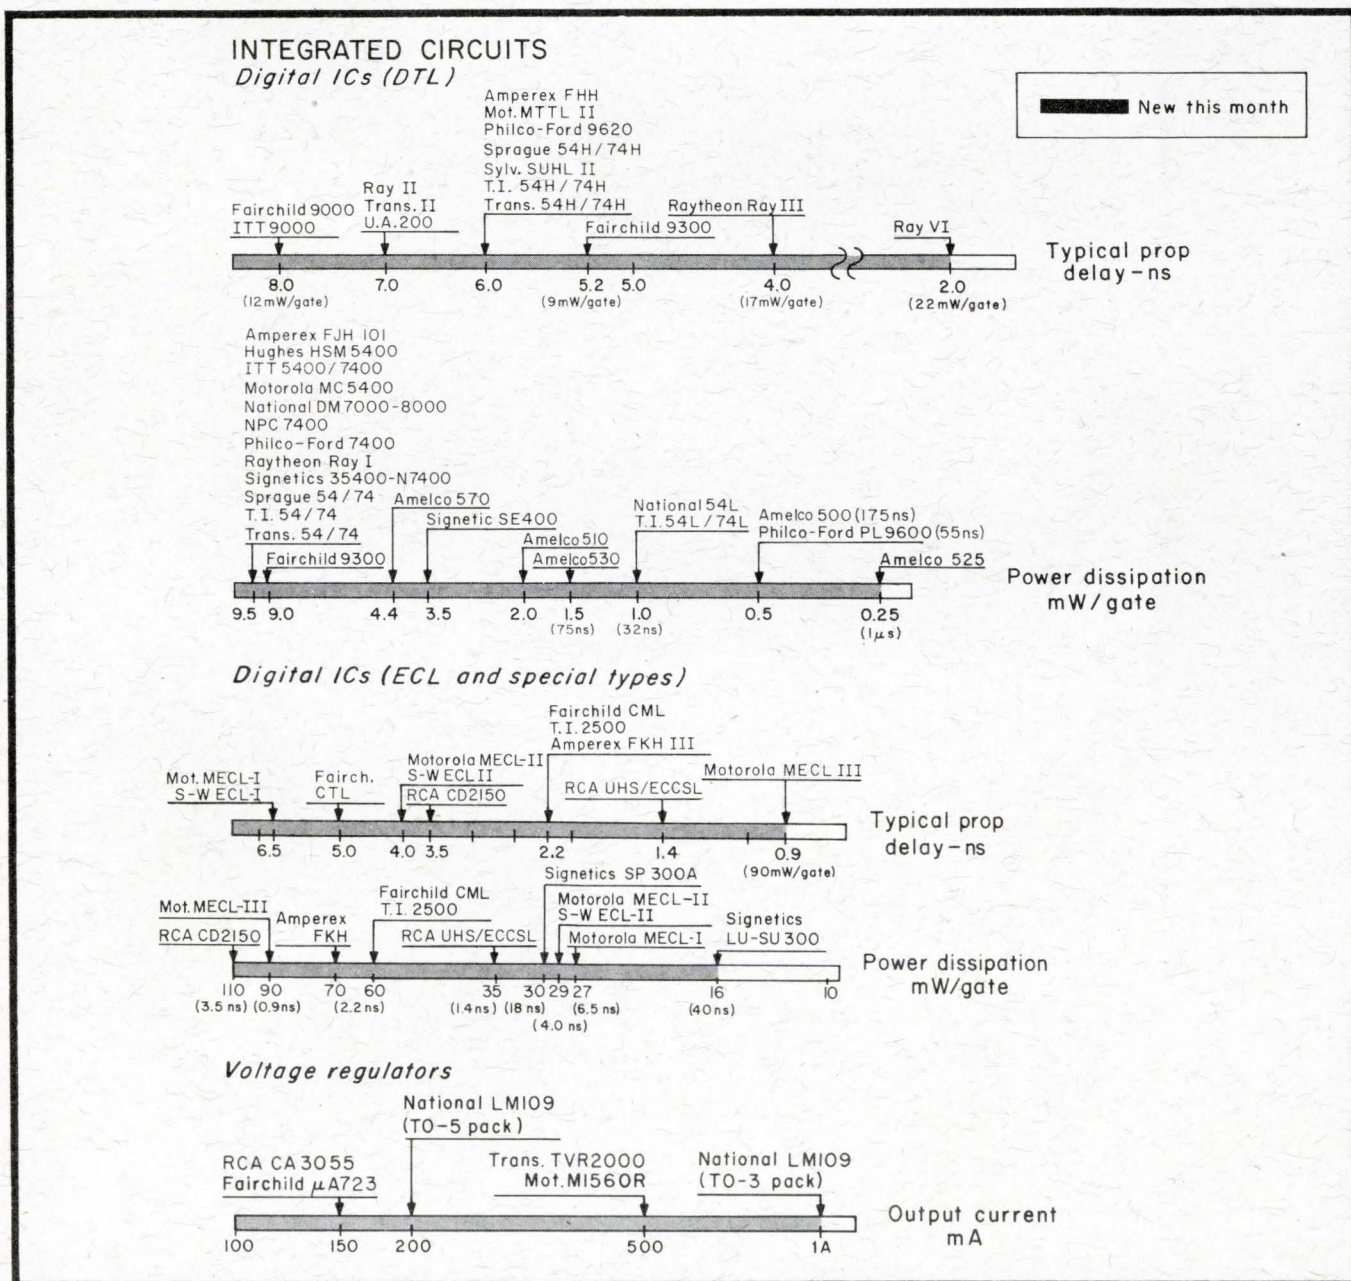 INTEGRATED CIRCUITS
Digital ICs (DTL)
New this month
Amperex FHH
Mot. MTTL II
Philco-Ford 9620
Sprague 54H/74H
Sylv. SUHL II
T.I. 54H/74H
Trans. 54H/74H
Ray II
Trans. II
U.A.200
Fairchild 9000
ITT 9000
Raytheon Ray III
Fairchild 9300
Ray VI
Typical prop
delay-ns
8.0 7.0 6.0 5.2 5.0 4.0 2.0
(12mW/gate) (9mW/gate) (17mW/gate) (22mW/gate)
Amperex FJH 101
Hughes HSM 5400
ITT 5400/7400
Motorola MC5400
National DM7000-8000
NPC 7400
Philco-Ford 7400
Raytheon Ray I
Signetics 35400-N7400
Sprague 54/74
T.I. 54/74
Trans. 54/74
Fairchild 9300
Amelco 570
Signetic SE400
Amelco 510
Amelco 530
National 54L
T.I. 54L/74L
Amelco 500 (175ns)
Philco-Ford PL9600 (55ns)
Amelco 525
Power dissipation
mW/gate
9.5 9.0 4.4 3.5 2.0 1.5 1.0 0.5 0.25
(75ns) (32ns) (1μs)
Digital ICs (ECL and special types)
Fairchild CML
T.I. 2500
Amperex FKH III
Motorola MECL-II
S-W ECL II
RCA CD2150
Mot. MECL-I
S-W ECL-I
Fairch.
CTL
RCA UHS/ECCSL
Motorola MECL III
Typical prop
delay-ns
6.5 5.0 4.0 3.5 2.2 1.4 0.9
(90mW/gate)
Signetics SP 300A
Fairchild CML
T.I. 2500
Motorola MECL-II
S-W ECL-II
Motorola MECL-I
Mot. MECL-III
RCA CD2150
Amperex
FKH
RCA UHS/ECCSL
Signetics
LU-SU 300
Power dissipation
mW/gate
110 90 70 60 35 30 29 27 16 10
(3.5 ns) (0.9ns) (2.2 ns) (1.4ns) (18 ns) (6.5 ns) (40ns)
(4.0 ns)
Voltage regulators
National LM109
(TO-5 pack)
RCA CA3055
Fairchild μA723
Trans. TVR2000
Mot. M1560R
National LM109
(TO-3 pack)
Output current
mA
100 150 200 500 1A